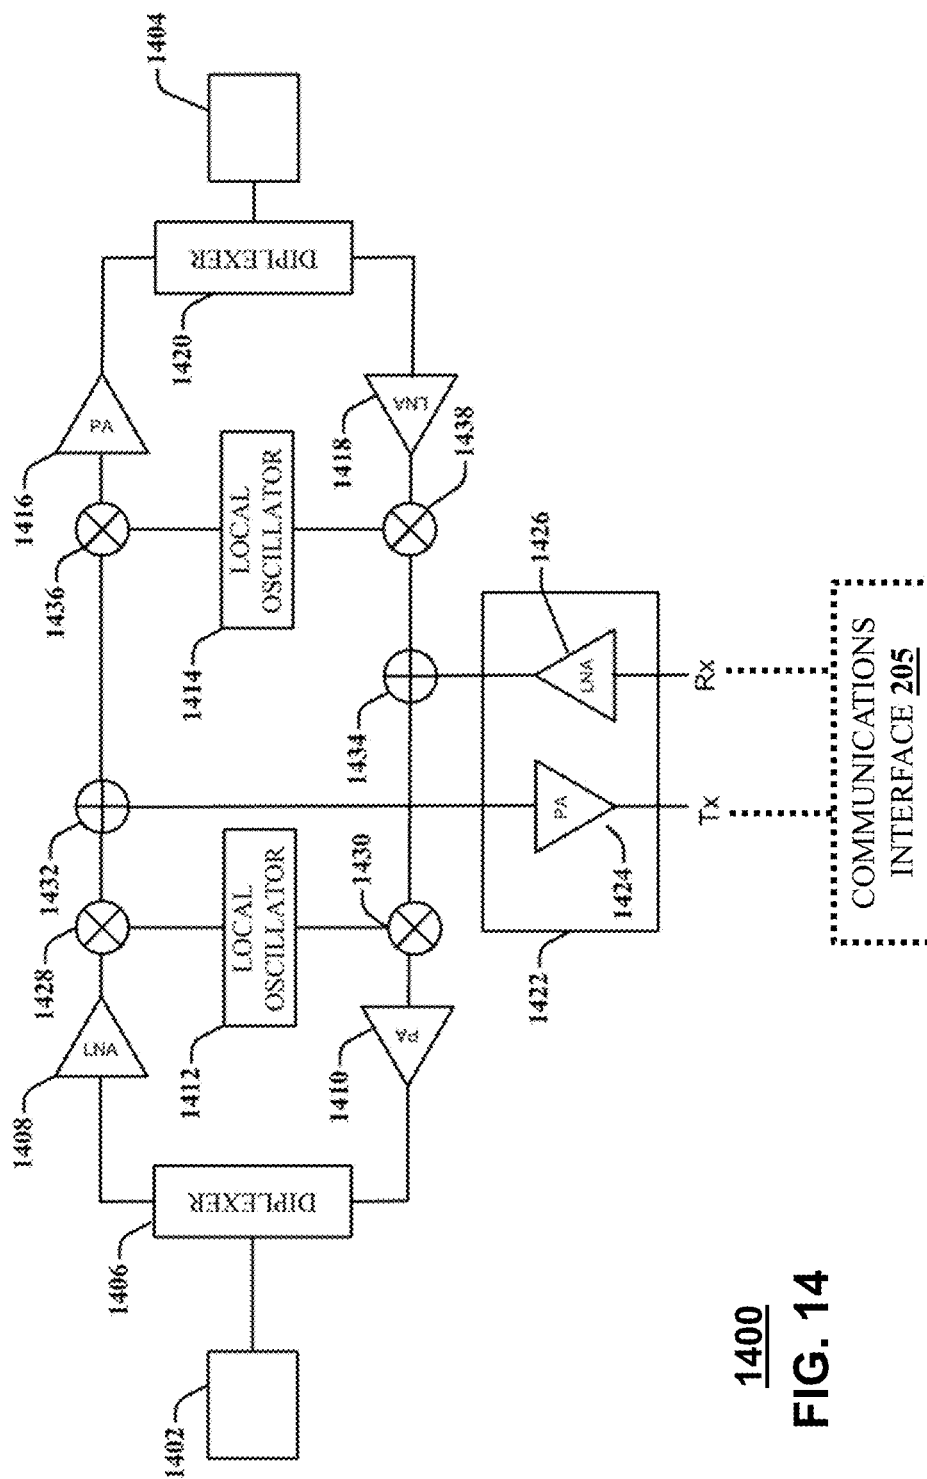 1404
1416
PA
1420
DIPLEXER
1436
1414
LOCAL
OSCILLATOR
1418
LNA
1438
1432
1434
1426
LNA
Rx
1428
1412
LOCAL
OSCILLATOR
1430
PA
1424
Tx
1422
COMMUNICATIONS
INTERFACE 205
1408
LNA
1410
PA
1406
DIPLEXER
1402
1400
FIG. 14